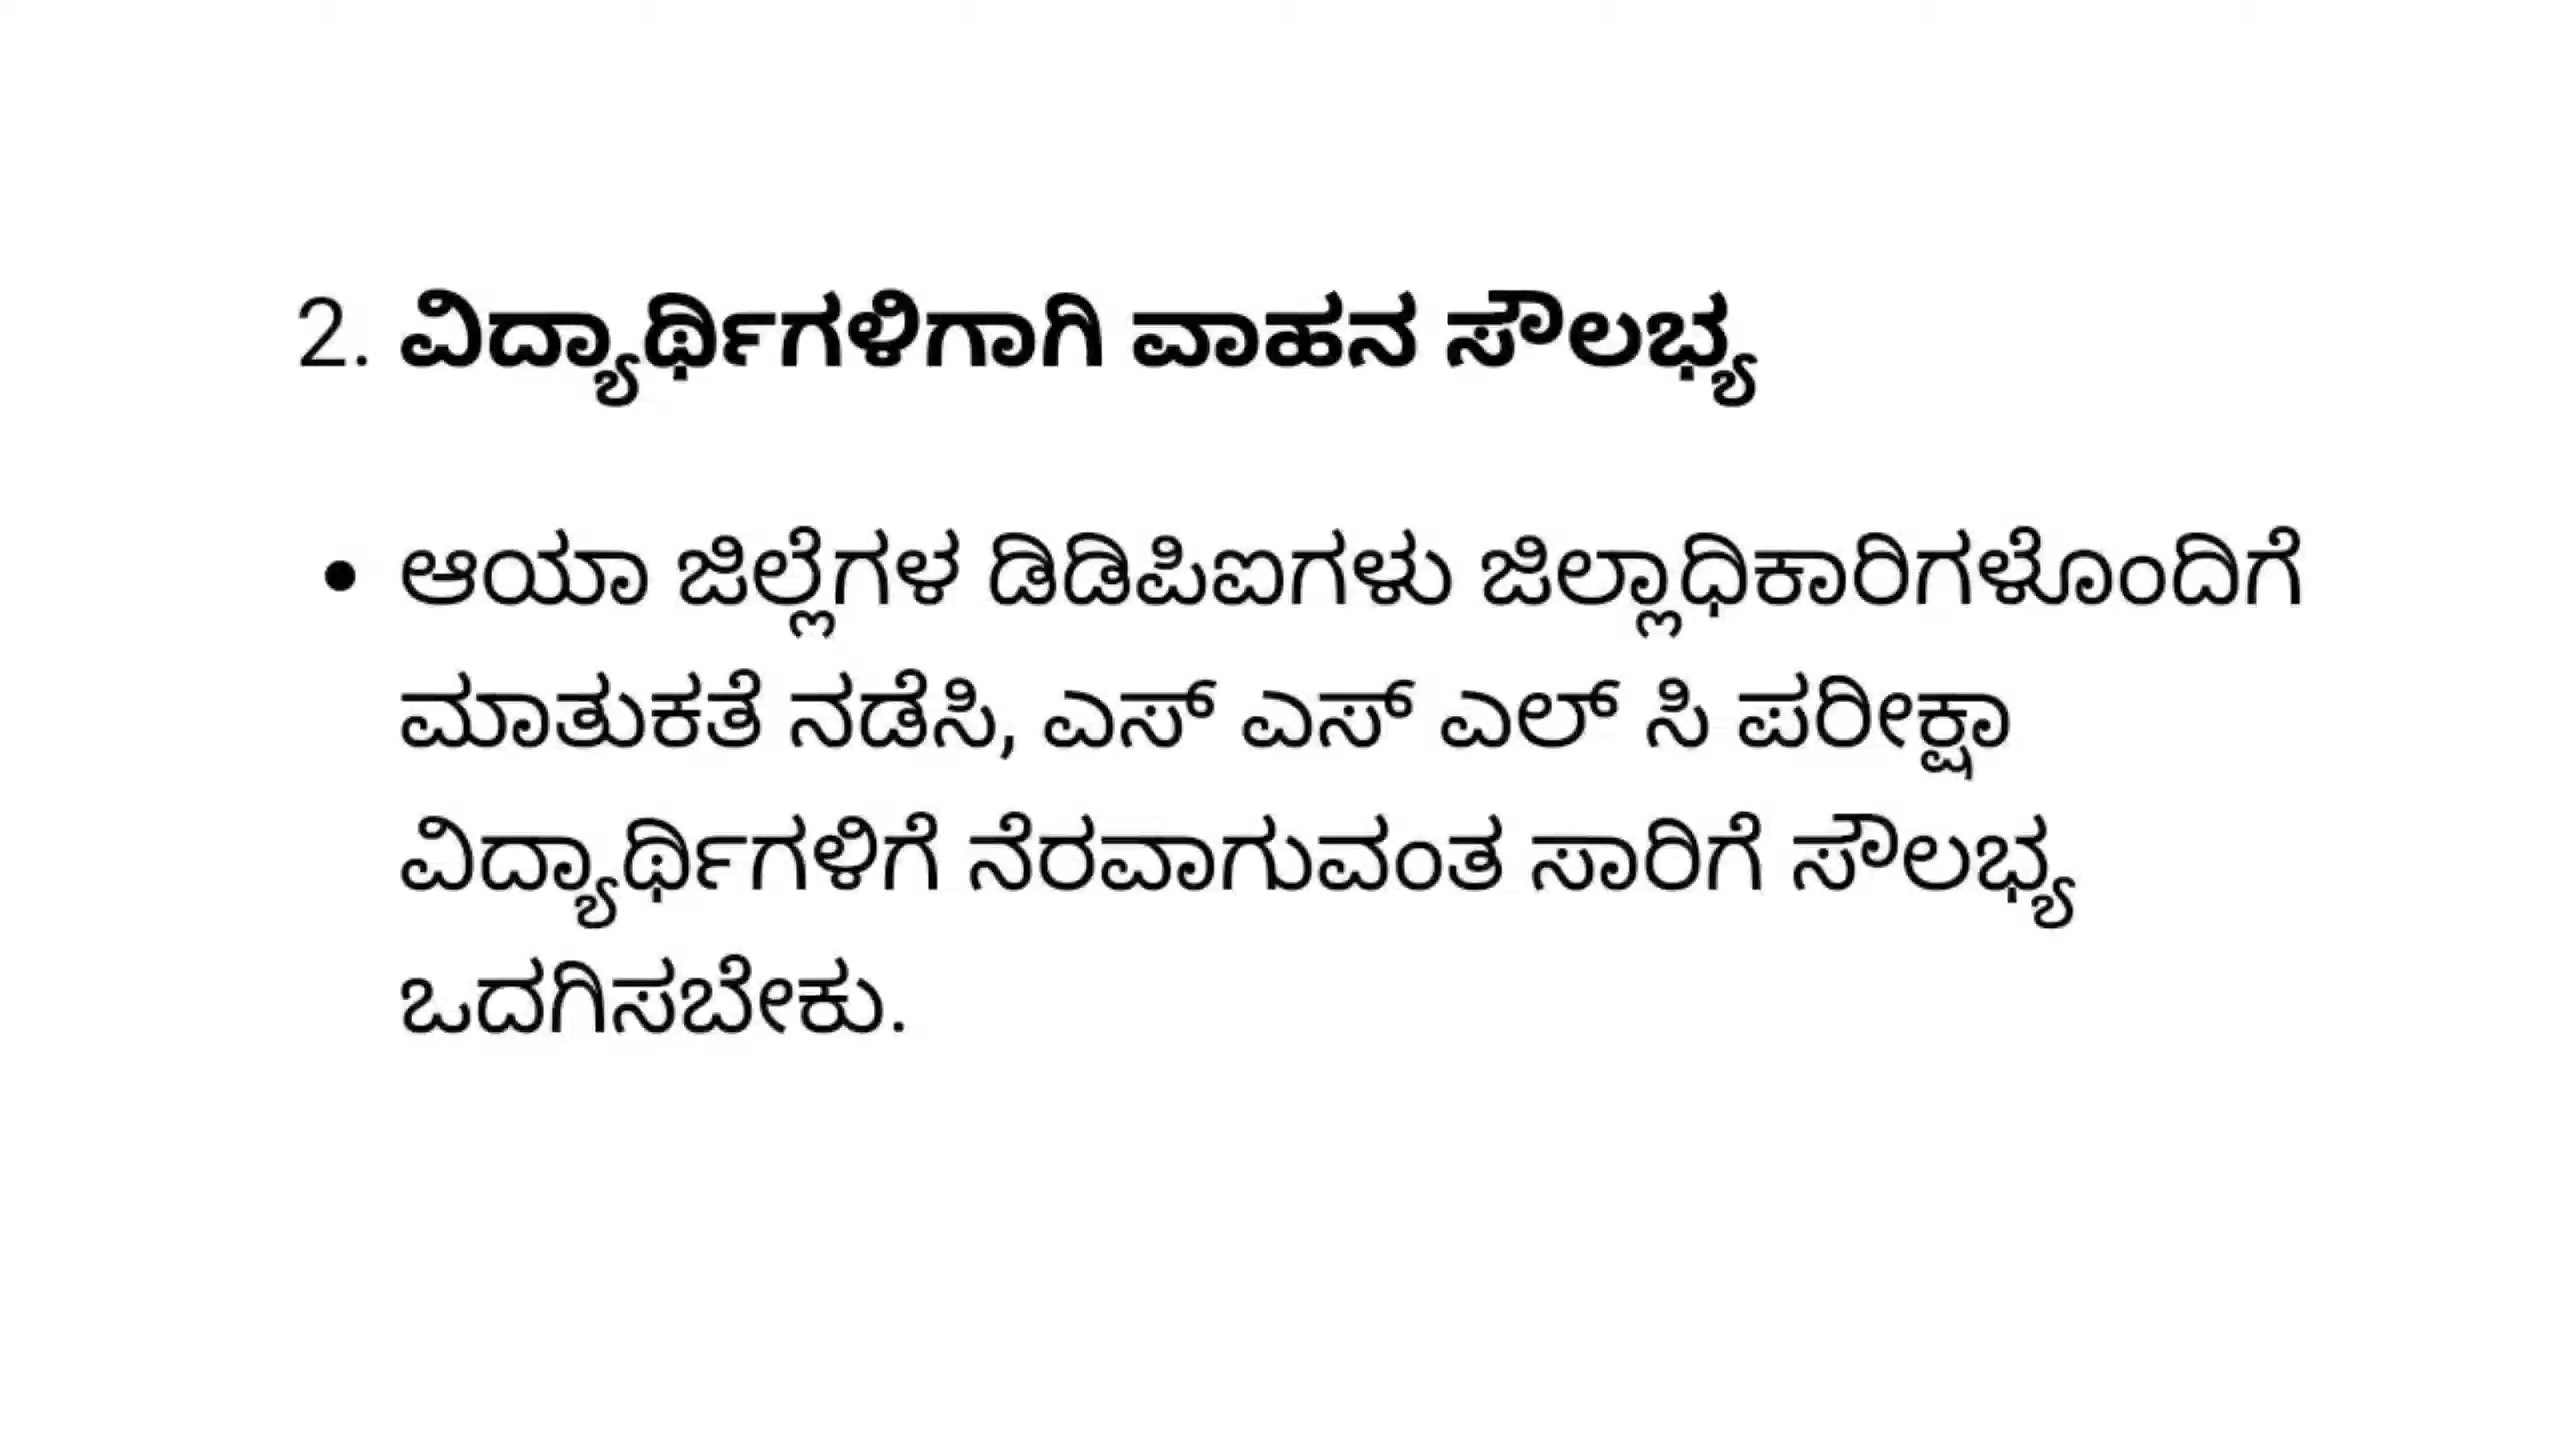 2. ವಿದ್ಯಾರ್ಥಿಗಳಿಗಾಗಿ ವಾಹನ ಸೌಲಭ್ಯ
• ಆಯಾ ಜಿಲ್ಲೆಗಳ ಡಿಡಿಪಿಐಗಳು ಜಿಲ್ಲಾಧಿಕಾರಿಗಳೊಂದಿಗೆ
ಮಾತುಕತೆ ನಡೆಸಿ, ಎಸ್ ಎಸ್ ಎಲ್ ಸಿ ಪರೀಕ್ಷಾ
ವಿದ್ಯಾರ್ಥಿಗಳಿಗೆ ನೆರವಾಗುವಂತ ಸಾರಿಗೆ ಸೌಲಭ್ಯ
ಒದಗಿಸಬೇಕು.